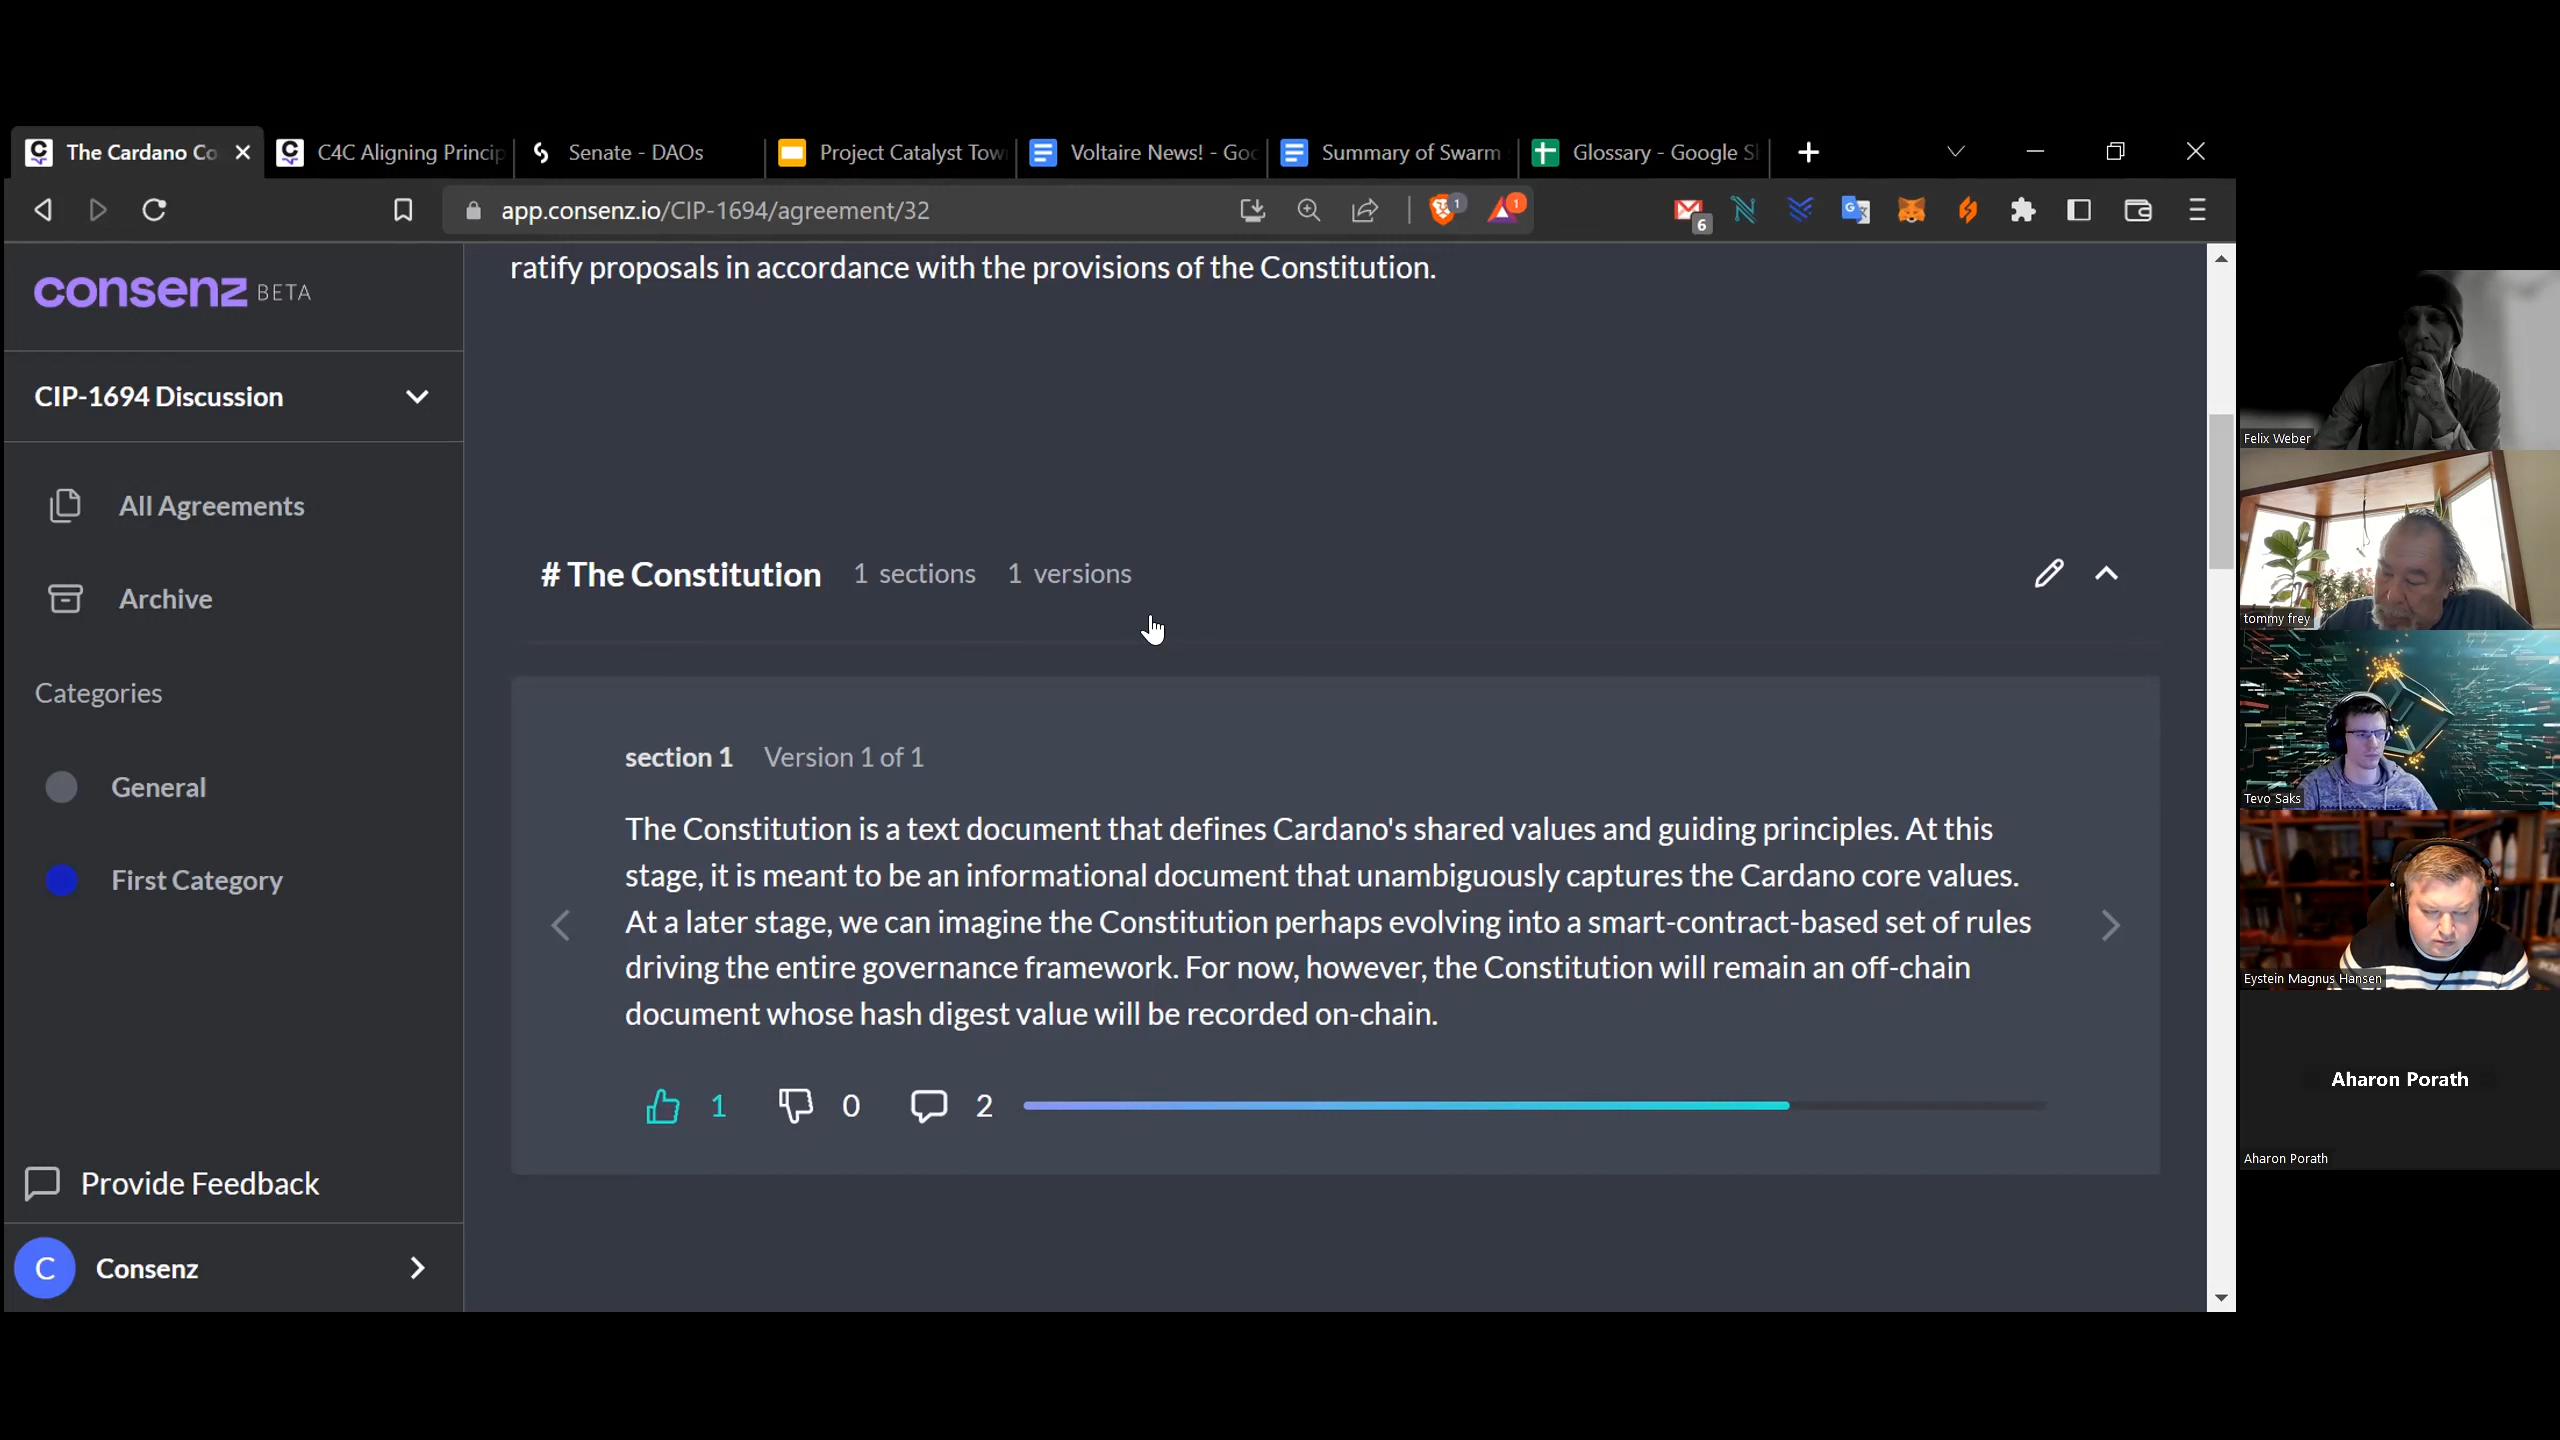 The Cardano Co
C4C Aligning Princip
Senate - DAOs
Project Catalyst Tow
Voltaire News! - Goo
Summary of Swarm
Glossary - Google Sl
app.consenz.io/CIP-1694/agreement/32
1
1
6
consenz BETA
CIP-1694 Discussion
All Agreements
Archive
Categories
General
First Category
Provide Feedback
C Consenz
ratify proposals in accordance with the provisions of the Constitution.
# The Constitution 1 sections 1 versions
section 1 Version 1 of 1
The Constitution is a text document that defines Cardano's shared values and guiding principles. At this
stage, it is meant to be an informational document that unambiguously captures the Cardano core values.
At a later stage, we can imagine the Constitution perhaps evolving into a smart-contract-based set of rules
driving the entire governance framework. For now, however, the Constitution will remain an off-chain
document whose hash digest value will be recorded on-chain.
1 0 2
Felix Weber
tommy frey
Tevo Saks
Eystein Magnus Hansen
Aharon Porath
Aharon Porath